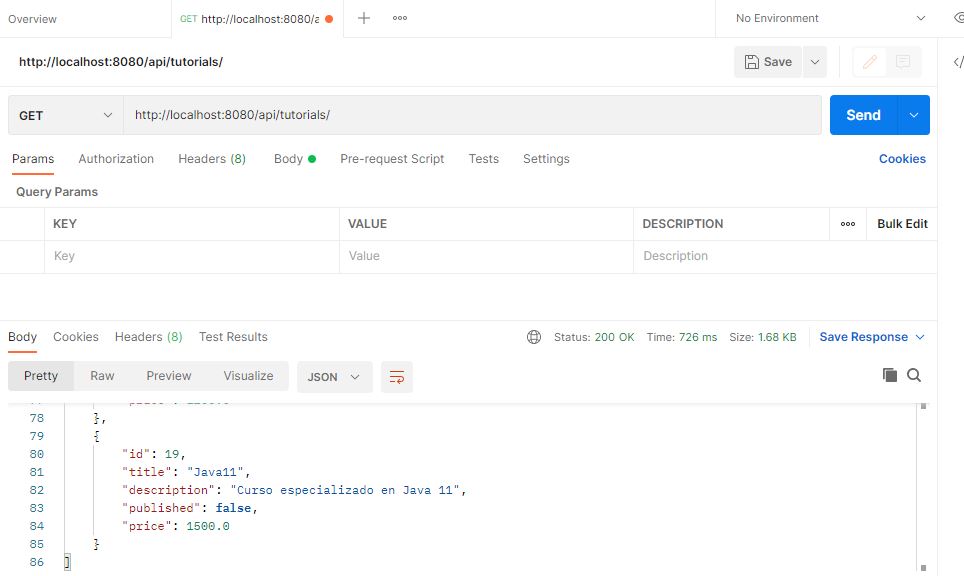 Overview GET http://localhost:8080/a No Environment
http://localhost:8080/api/tutorials/ Save
GET http://localhost:8080/api/tutorials/ Send
Params Authorization Headers (8) Body Pre-request Script Tests Settings Cookies
Query Params
KEY VALUE DESCRIPTION Bulk Edit
Key Value Description
Body Cookies Headers (8) Test Results Status: 200 OK Time: 726 ms Size: 1.68 KB Save Response
Pretty Raw Preview Visualize JSON
78 },
79 {
80 "id": 19,
81 "title": "Java11",
82 "description": "Curso especializado en Java 11",
83 "published": false,
84 "price": 1500.0
85 }
86 ]